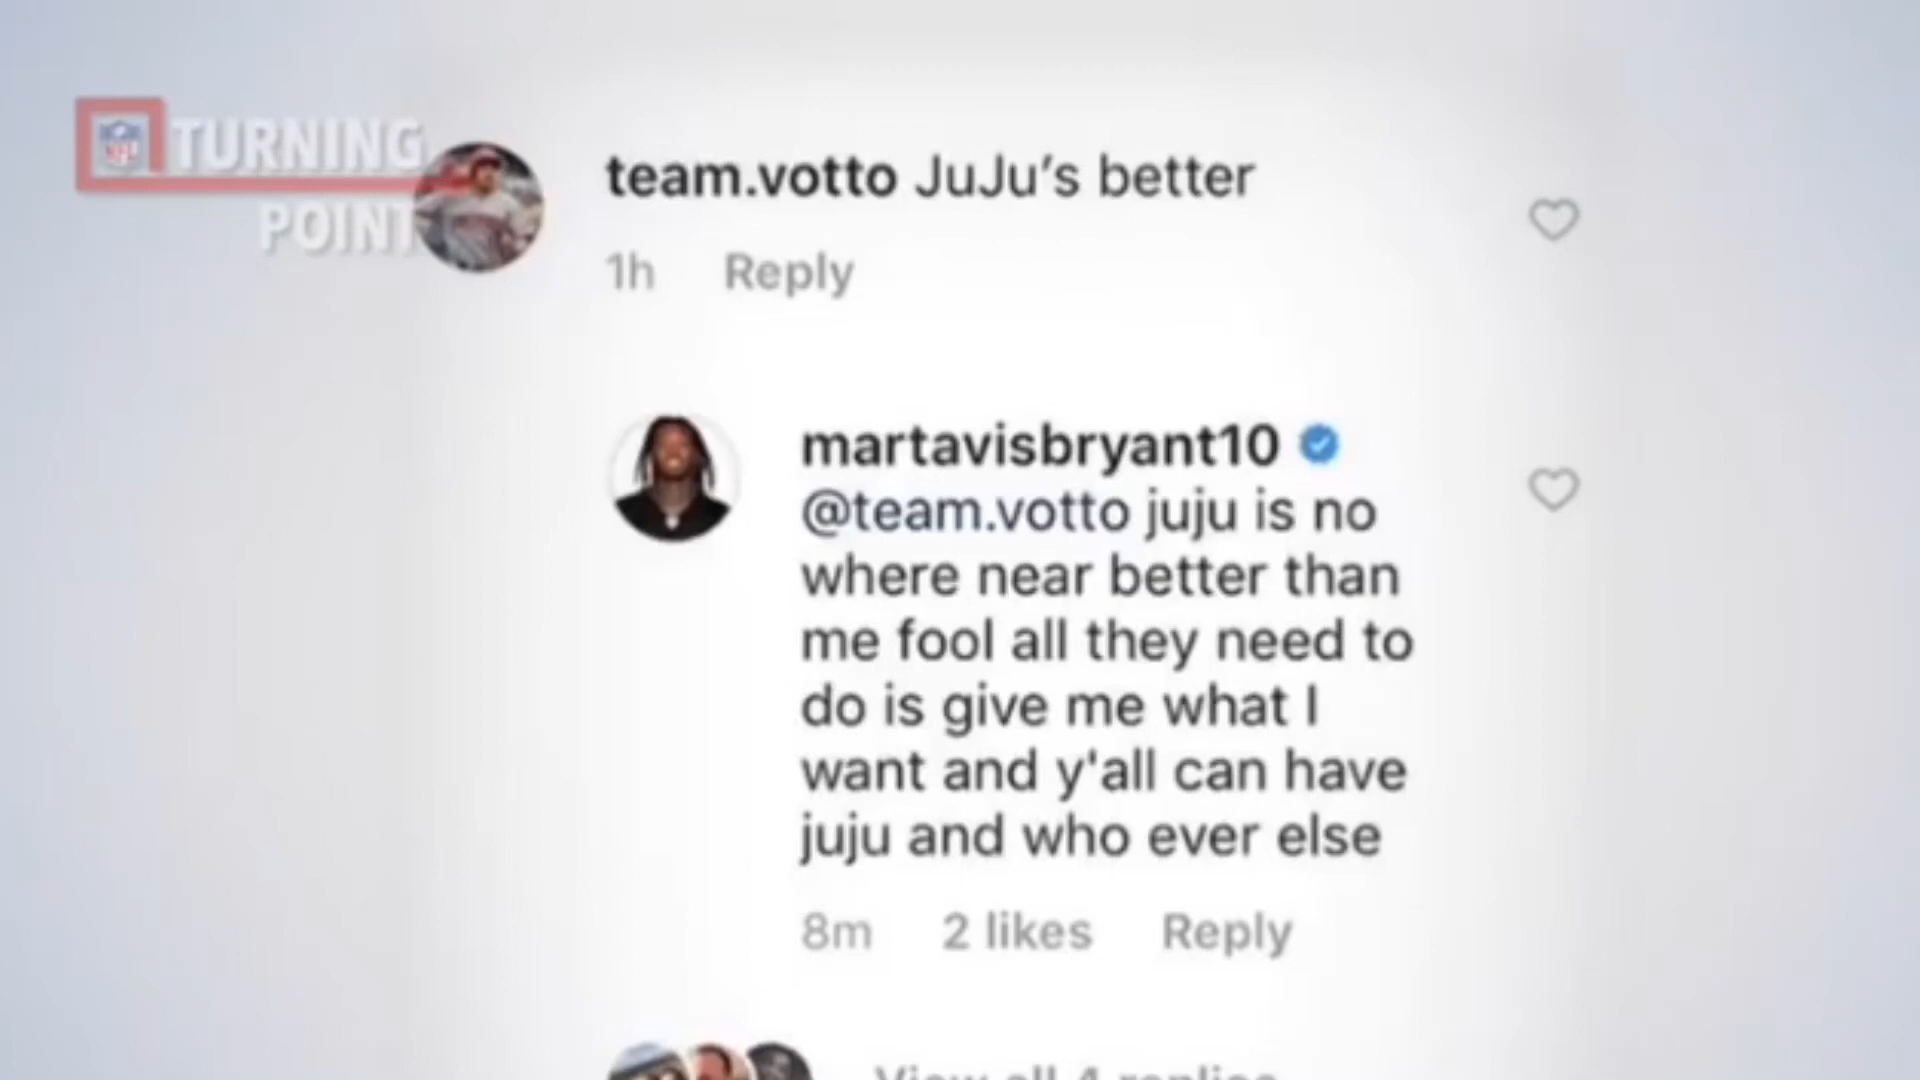 TURNING
POINT
team.votto JuJu’s better
1h Reply
martavisbryant10
@team.votto juju is no
where near better than
me fool all they need to
do is give me what I
want and y'all can have
juju and who ever else
8m 2 likes Reply
View all 4 replies